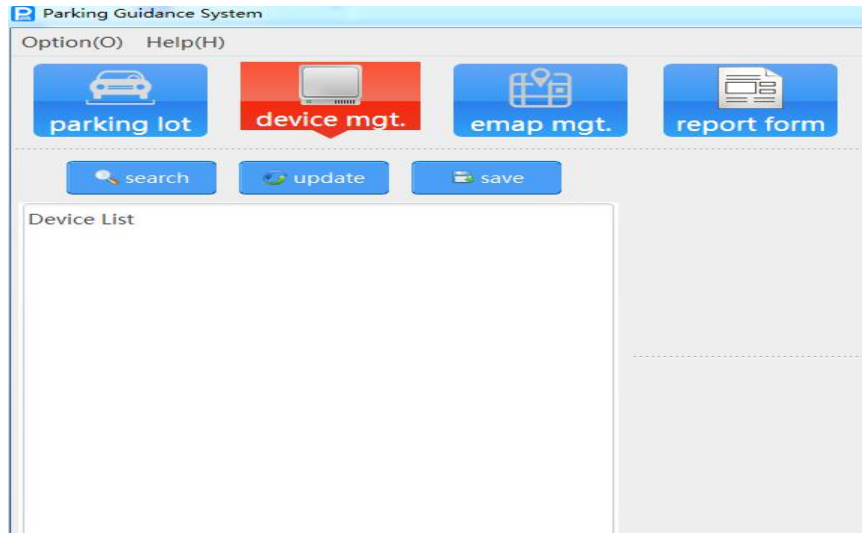 Parking Guidance System
Option(O) Help(H)
parking lot device mgt. emap mgt. report form
search update save
Device List